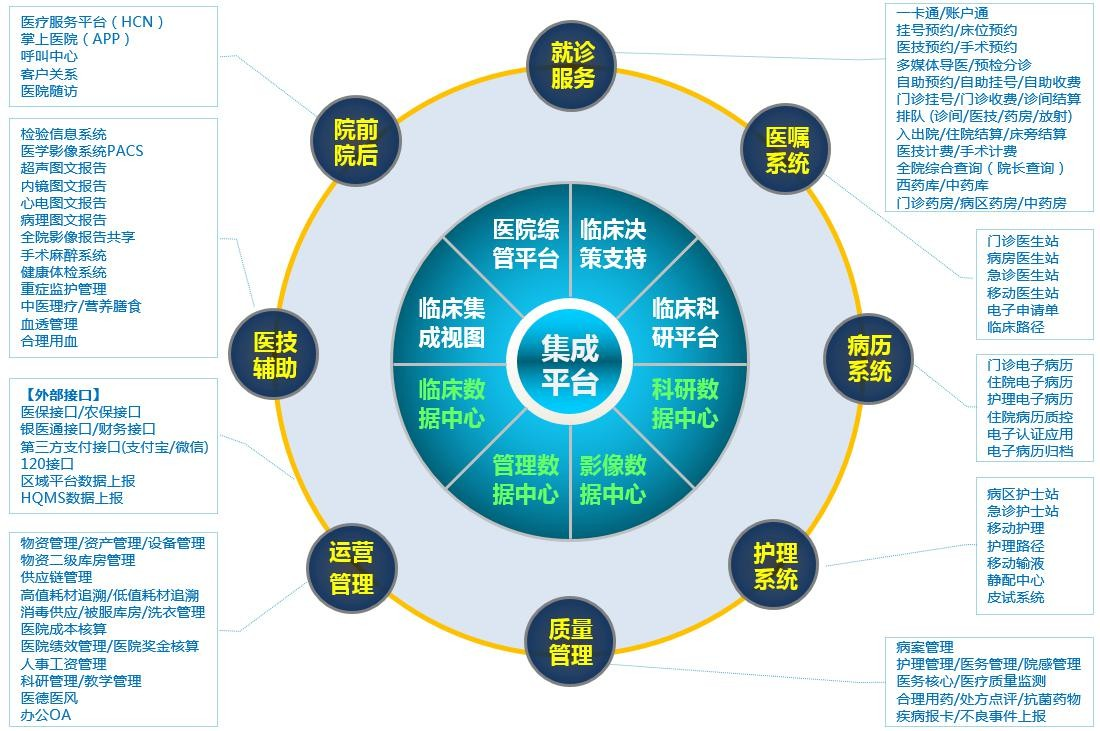 医疗服务平台（HCN）
掌上医院（APP）
呼叫中心
客户关系
医院随访
检验信息系统
医学影像系统PACS
超声图文报告
内镜图文报告
心电图文报告
病理图文报告
全院影像报告共享
手术麻醉系统
健康体检系统
重症监护管理
中医理疗/营养膳食
血透管理
合理用血
【外部接口】
医保接口/农保接口
银医通接口/财务接口
第三方支付接口(支付宝/微信)
120接口
区域平台数据上报
HQMS数据上报
物资管理/资产管理/设备管理
物资二级库房管理
供应链管理
高值耗材追溯/低值耗材追溯
消毒供应/被服库房/洗衣管理
医院成本核算
医院绩效管理/医院奖金核算
人事工资管理
科研管理/教学管理
医德医风
办公OA
就诊
服务
院前
院后
医嘱
系统
医技
辅助
病历
系统
运营
管理
护理
系统
质量
管理
医院综
管平台
临床决
策支持
临床集
成视图
临床科
研平台
集成
平台
临床数
据中心
科研数
据中心
管理数
据中心
影像数
据中心
一卡通/账户通
挂号预约/床位预约
医技预约/手术预约
多媒体导医/预检分诊
自助预约/自助挂号/自助收费
门诊挂号/门诊收费/诊间结算
排队 (诊间/医技/药房/放射)
入出院/住院结算/床旁结算
医技计费/手术计费
全院综合查询（院长查询）
西药库/中药库
门诊药房/病区药房/中药房
门诊医生站
病房医生站
急诊医生站
移动医生站
电子申请单
临床路径
门诊电子病历
住院电子病历
护理电子病历
住院病历质控
电子认证应用
电子病历归档
病区护士站
急诊护士站
移动护理
护理路径
移动输液
静配中心
皮试系统
病案管理
护理管理/医务管理/院感管理
医务核心/医疗质量监测
合理用药/处方点评/抗菌药物
疾病报卡/不良事件上报